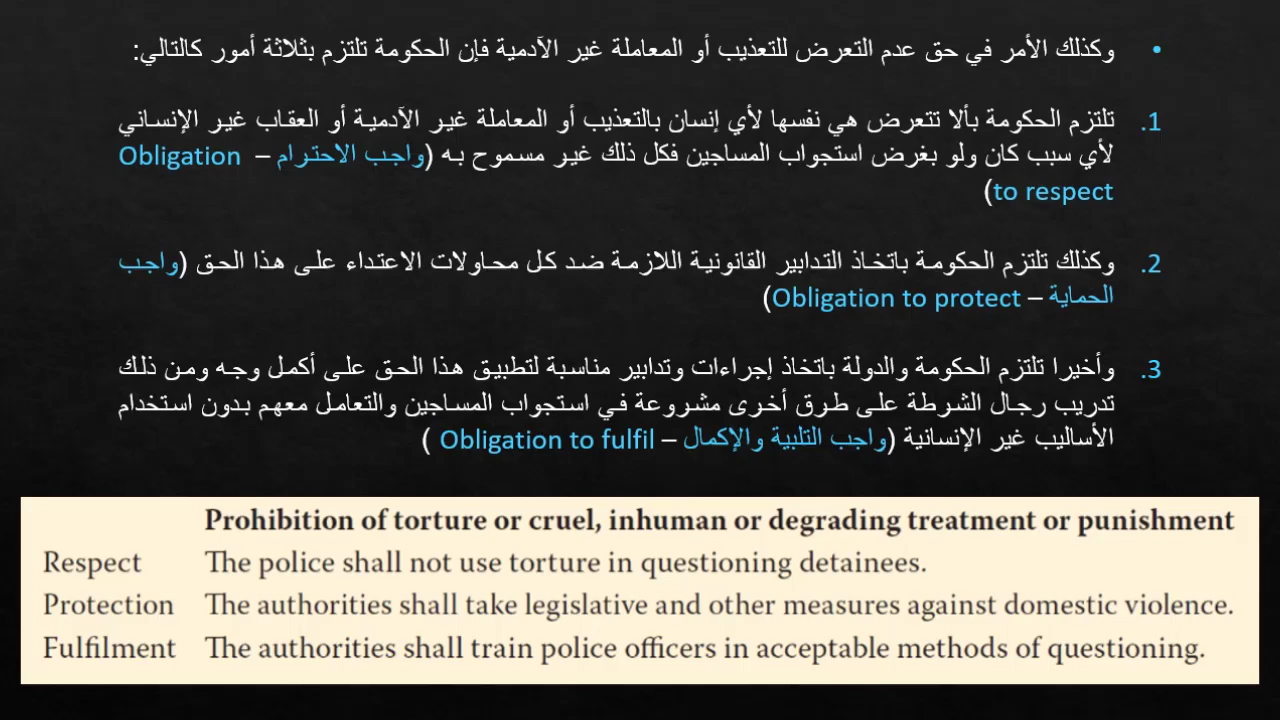 • وكذلك الأمر في حق عدم التعرض للتعذيب أو المعاملة غير الآدمية فإن الحكومة تلتزم بثلاثة أمور كالتالي:
1. تلتزم الحكومة بألا تتعرض هي نفسها لأي إنسان بالتعذيب أو المعاملة غير الآدمية أو العقاب غير الإنساني
لأي سبب كان ولو بغرض استجواب المساجين فكل ذلك غير مسموح به (واجب الاحترام – Obligation
to respect)
2. وكذلك تلتزم الحكومة باتخاذ التدابير القانونية اللازمة ضد كل محاولات الاعتداء على هذا الحق (واجب
الحماية – Obligation to protect)
3. وأخيرا تلتزم الحكومة والدولة باتخاذ إجراءات وتدابير مناسبة لتطبيق هذا الحق على أكمل وجه ومن ذلك
تدريب رجال الشرطة على طرق أخرى مشروعة في استجواب المساجين والتعامل معهم بدون استخدام
الأساليب غير الإنسانية (واجب التلبية والإكمال – Obligation to fulfil )
Prohibition of torture or cruel, inhuman or degrading treatment or punishment
Respect The police shall not use torture in questioning detainees.
Protection The authorities shall take legislative and other measures against domestic violence.
Fulfilment The authorities shall train police officers in acceptable methods of questioning.